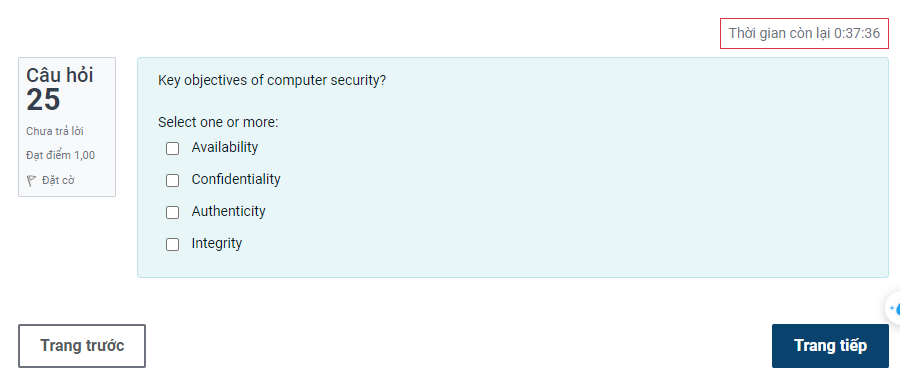 Thời gian còn lại 0:37:36
Câu hỏi
25
Chưa trả lời
Đạt điểm 1,00
Đặt cờ
Key objectives of computer security?
Select one or more:
Availability
Confidentiality
Authenticity
Integrity
Trang trước
Trang tiếp